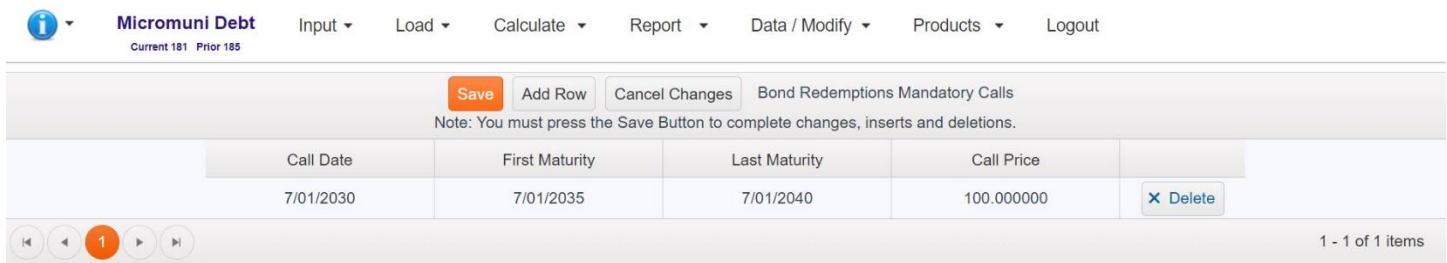 Micromuni Debt Input Load Calculate Report Data / Modify Products Logout
Current 181 Prior 185
Save Add Row Cancel Changes Bond Redemptions Mandatory Calls
Note: You must press the Save Button to complete changes, inserts and deletions.
Call Date First Maturity Last Maturity Call Price
7/01/2030 7/01/2035 7/01/2040 100.000000 × Delete
1 1 - 1 of 1 items